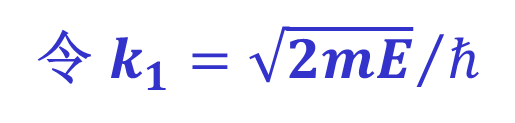 令 k₁ = √2mE/ħ